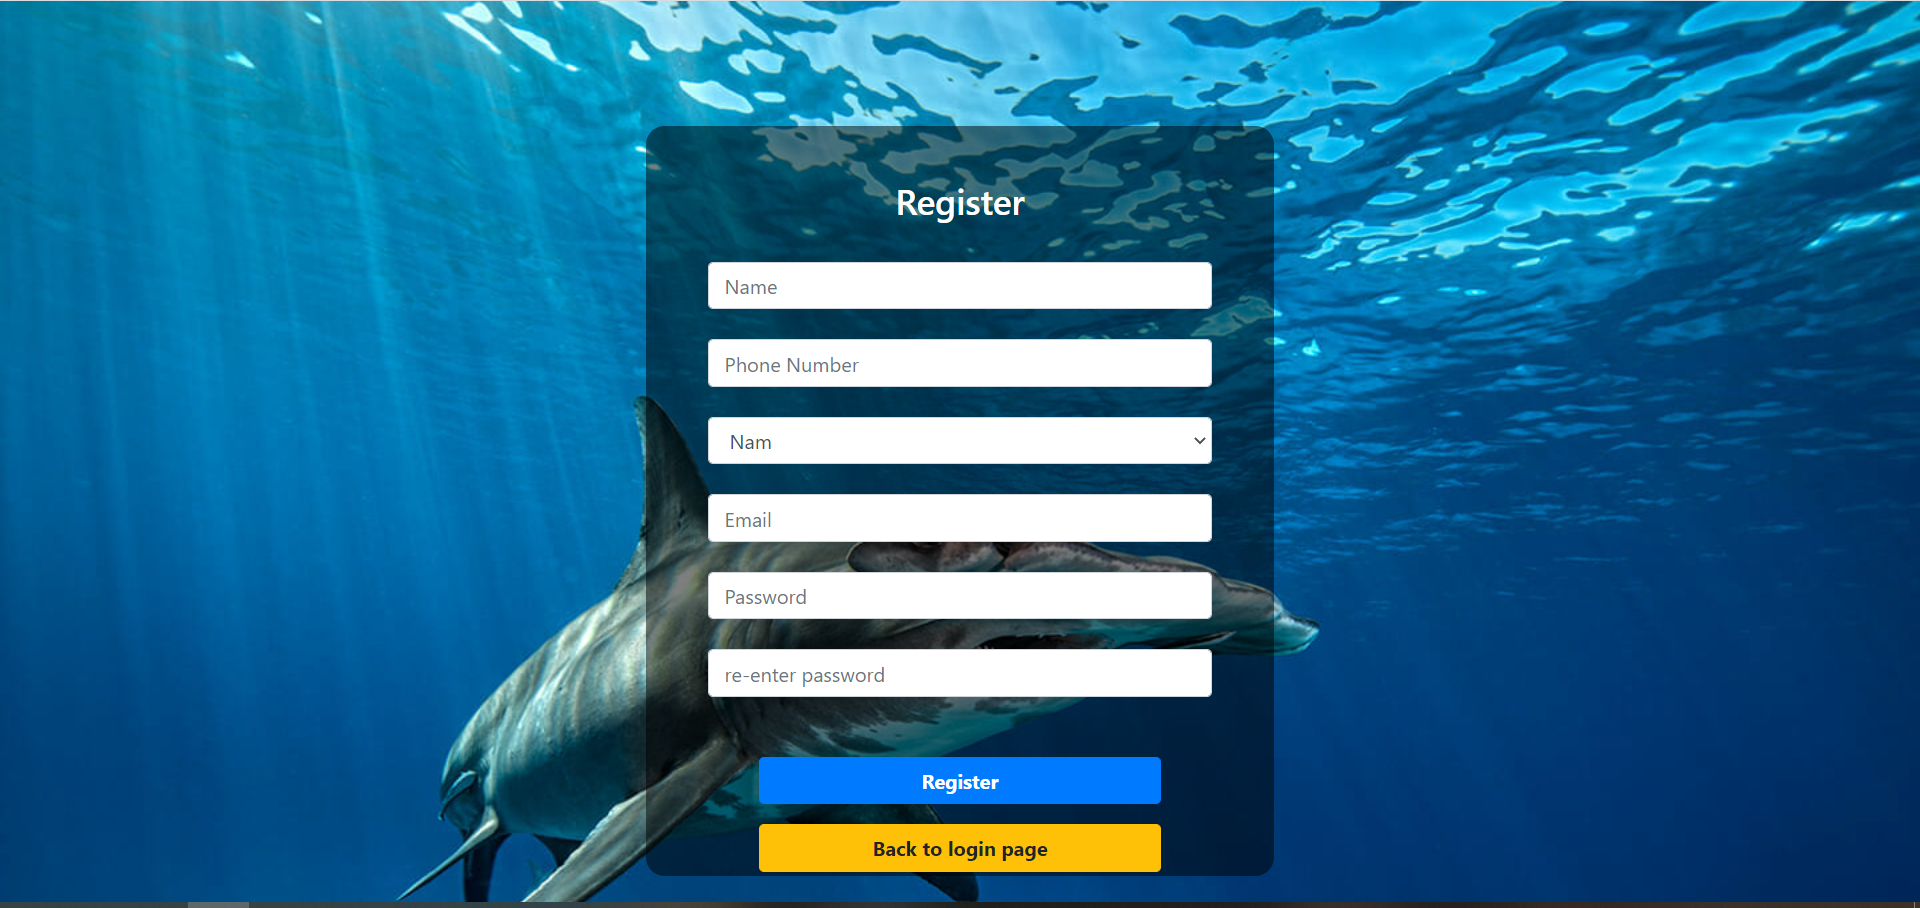 Register
Name
Phone Number
Nam
Email
Password
re-enter password
Register
Back to login page